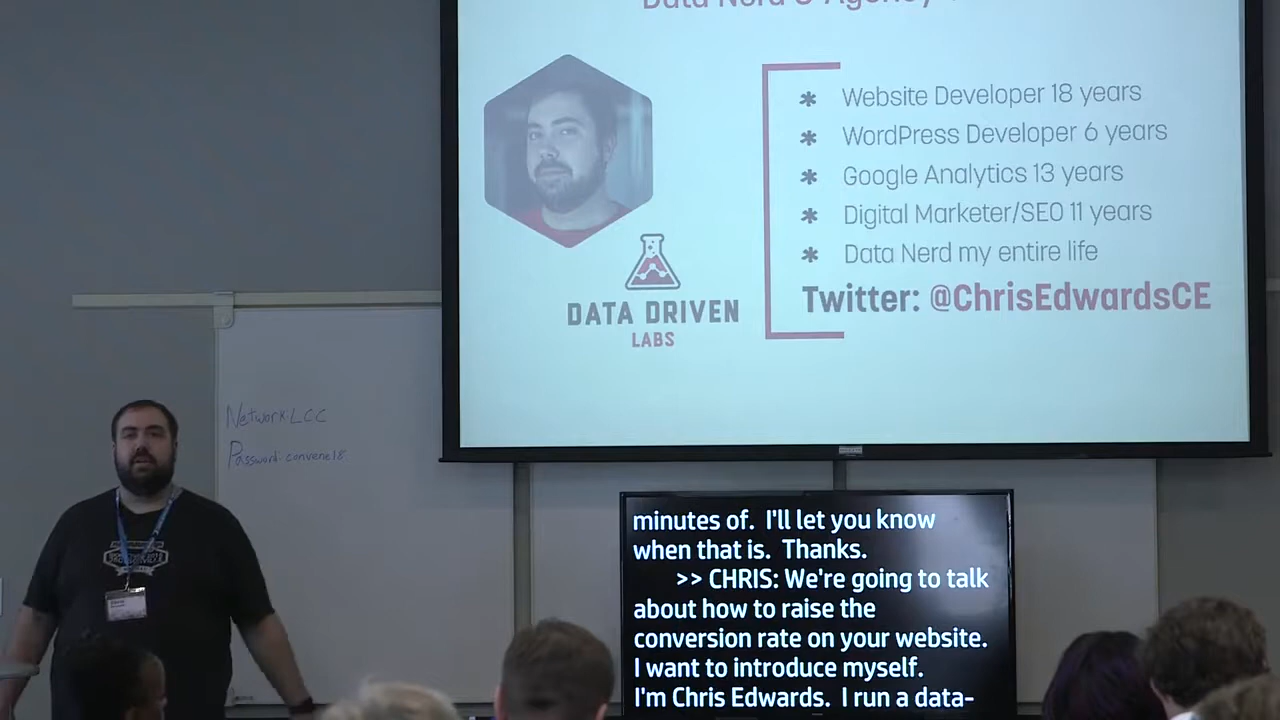 Website Developer 18 years
WordPress Developer 6 years
Google Analytics 13 years
Digital Marketer/SEO 11 years
Data Nerd my entire life
Twitter: @ChrisEdwardsCE
DATA DRIVEN
LABS
Network: LCC
Password: convene18
minutes of. I'll let you know
when that is. Thanks.
>> CHRIS: We're going to talk
about how to raise the
conversion rate on your website.
I want to introduce myself.
I'm Chris Edwards. I run a data-